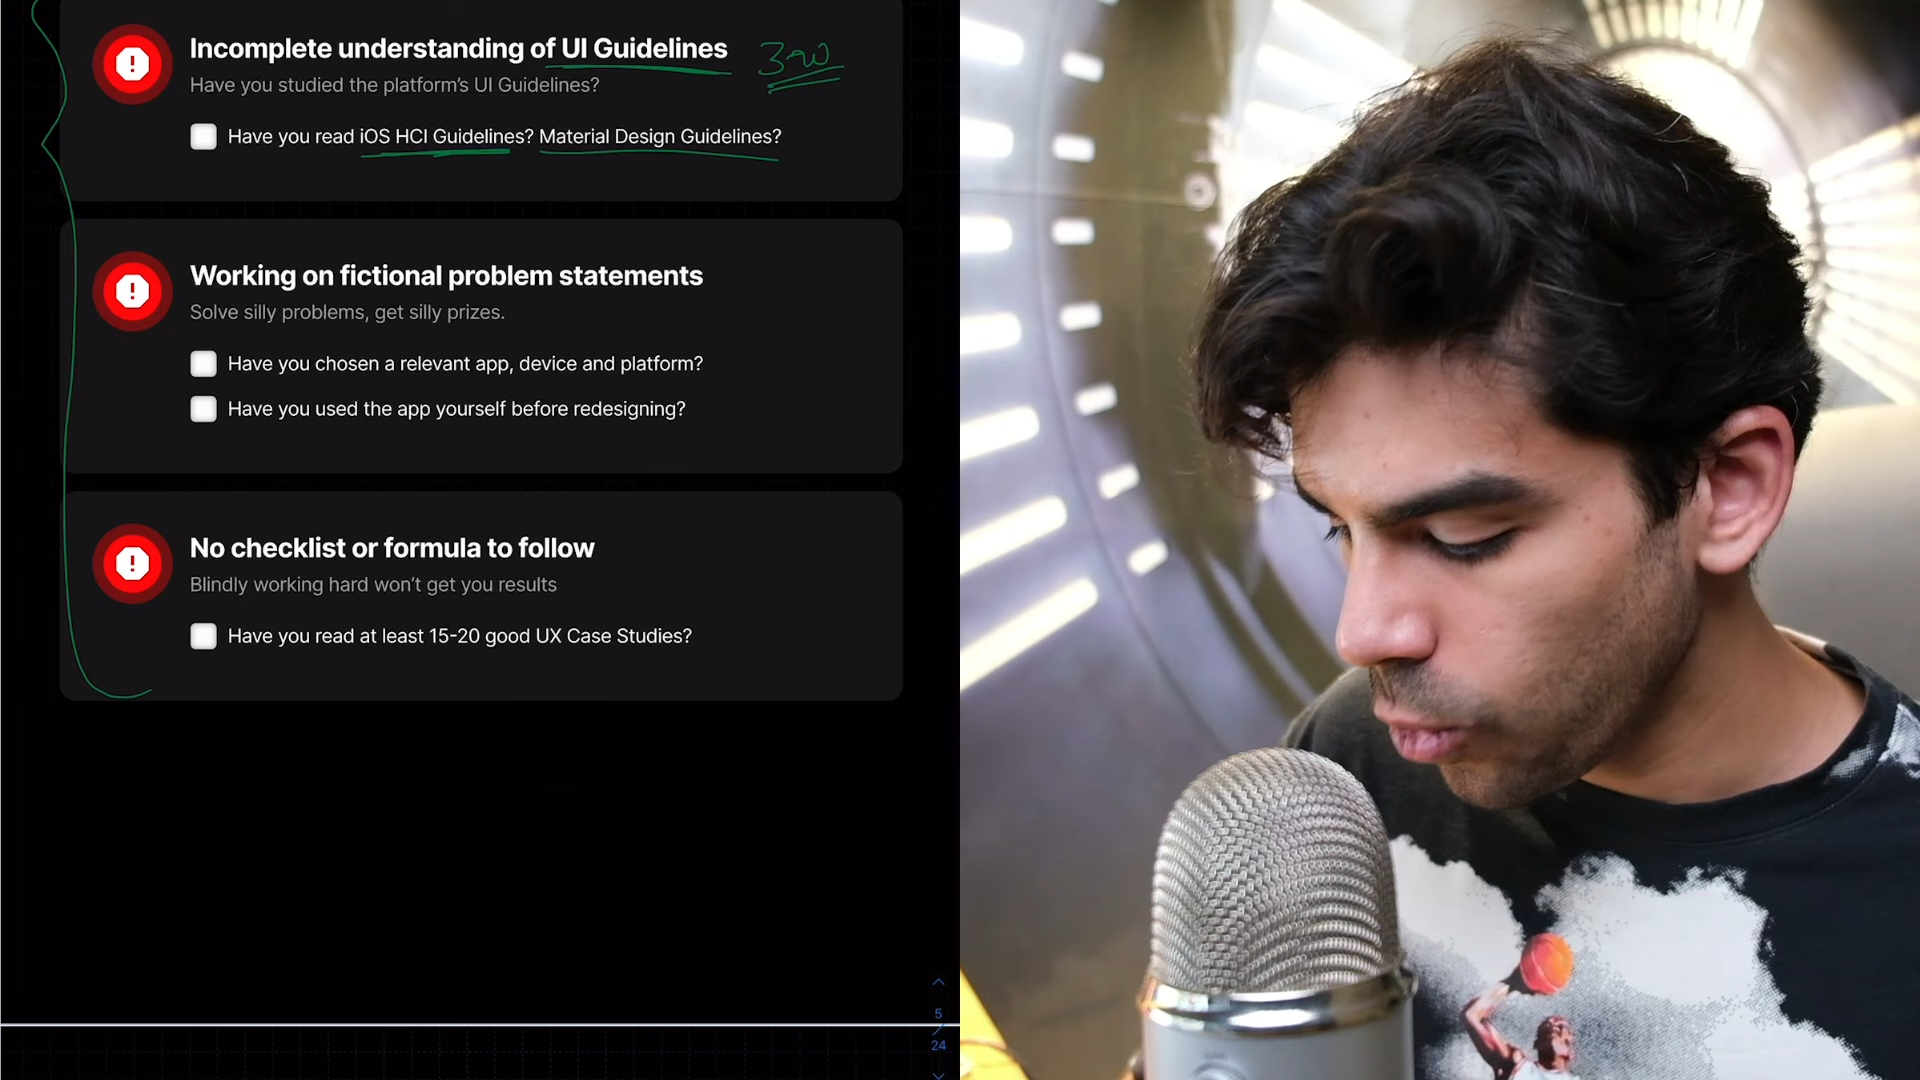 Incomplete understanding of UI Guidelines
Have you studied the platform’s UI Guidelines?
Have you read iOS HCI Guidelines? Material Design Guidelines?
Working on fictional problem statements
Solve silly problems, get silly prizes.
Have you chosen a relevant app, device and platform?
Have you used the app yourself before redesigning?
No checklist or formula to follow
Blindly working hard won’t get you results
Have you read at least 15-20 good UX Case Studies?
5
24